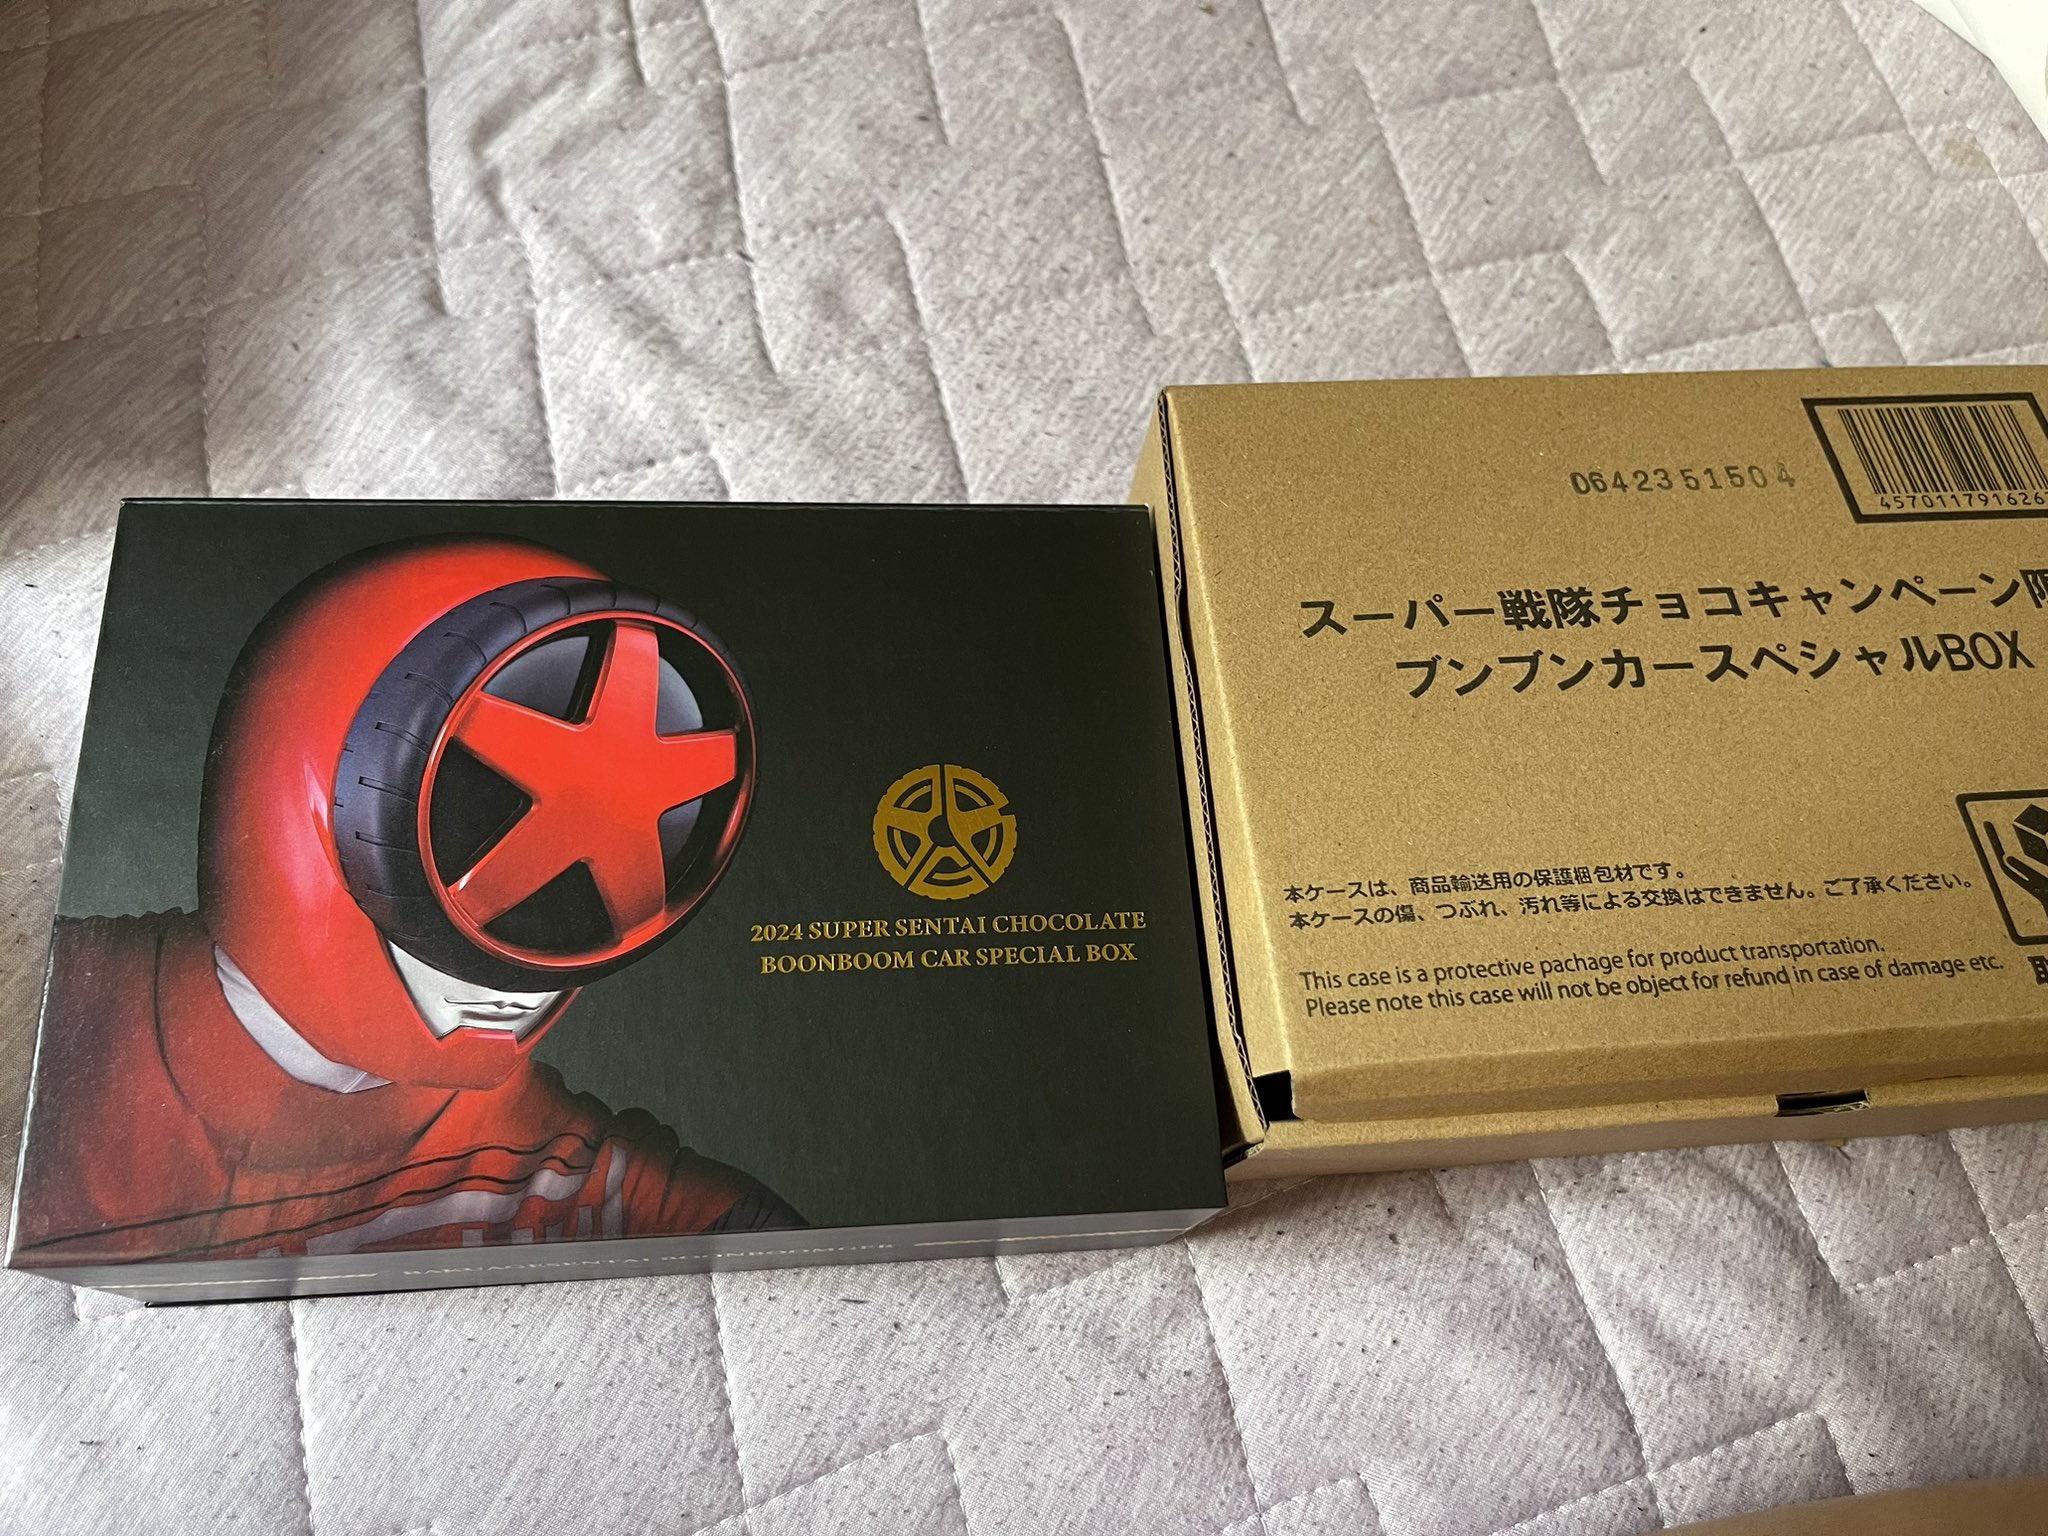 2024 SUPER SENTAI CHOCOLATE
BOONBOOM CAR SPECIAL BOX
BAKUAGESENTAI BOONBOOMGER
0642351504
457011791626
スーパー戦隊チョコキャンペーン限
ブンブンカースペシャルBOX
本ケースは、商品輸送用の保護梱包材です。
本ケースの傷、つぶれ、汚れ等による交換はできません。ご了承ください。
This case is a protective pachage for product transportation.
Please note this case will not be object for refund in case of damage etc.
取